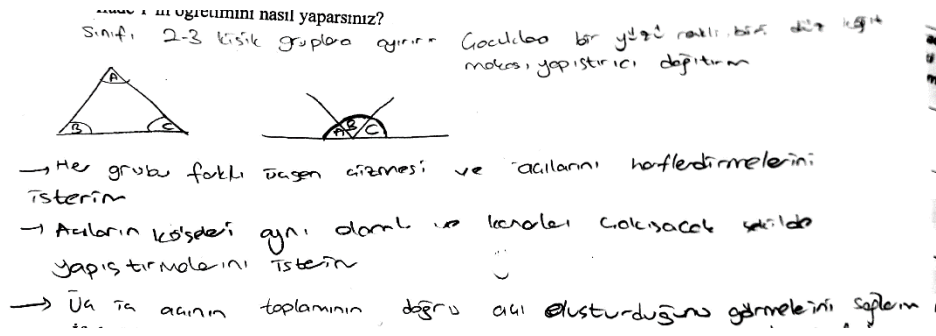 in öğretimini nasıl yaparsınız?
Sınıfı 2-3 kişilik gruplara ayırırım Çocuklara bir yüzü renkli biri düz kağıt
makas, yapıştırıcı dağıtırım
A
B C
A B C
→ Her grubu farklı üçgen çizmesi ve açılarını harflendirmelerini
isterim
→ Açıların köşeleri aynı olarak ve kenarları çakışacak şekilde
yapıştırmalarını isterim
→ Üç iç açının toplamının doğru açı oluşturduğunu görmelerini sağlarım